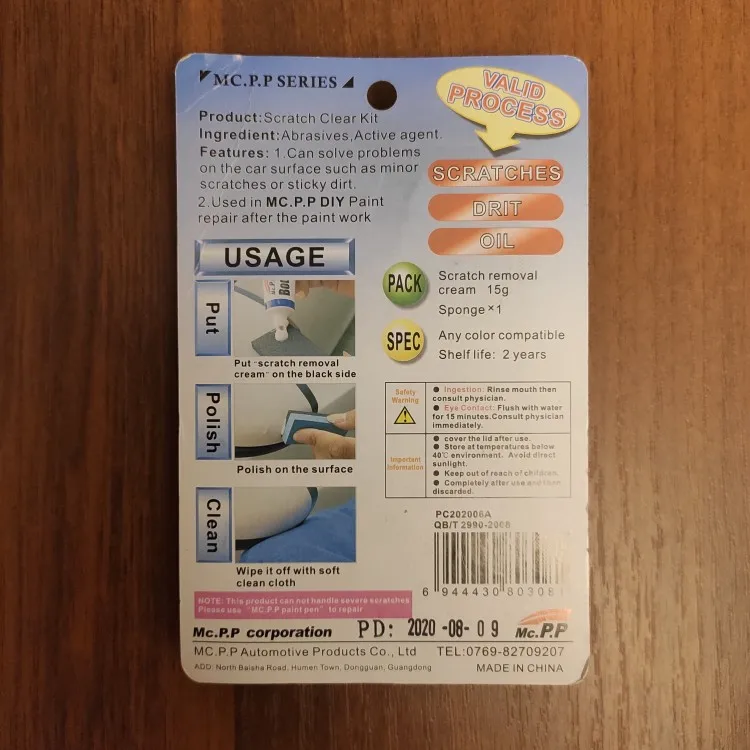 MC.P.P SERIES
VALID
PROCESS
Product:Scratch Clear Kit
Ingredient:Abrasives,Active agent.
Features: 1.Can solve problems
on the car surface such as minor
scratches or sticky dirt.
2.Used in MC.P.P DIY Paint
repair after the paint work
SCRATCHES
DRIT
OIL
USAGE
PACK
Scratch removal
cream 15g
Sponge×1
SPEC
Any color compatible
Shelf life: 2 years
Put
Put "scratch removal
cream" on the black side
Polish
Polish on the surface
Clean
Wipe it off with soft
clean cloth
Safety
Warning
● Ingestion: Rinse mouth then
consult physician.
● Eye Contact: Flush with water
for 15 minutes.Consult physician
immediately.
Important
Information
● cover the lid after use.
● Store at temperatures below
40℃ environment. Avoid direct
sunlight.
● Keep out of reach of children.
● Completely after use and then
discarded.
PC202006A
QB/T 2990-2008
6 944430 803081
NOTE: This product can not handle severe scratches
Please use "MC.P.P paint pen" to repair
Mc.P.P corporation
PD: 2020-08-09
Mc.P.P
MC.P.P Automotive Products Co., Ltd
TEL:0769-82709207
ADD: North Baisha Road, Humen Town, Dongguan, Guangdong
MADE IN CHINA